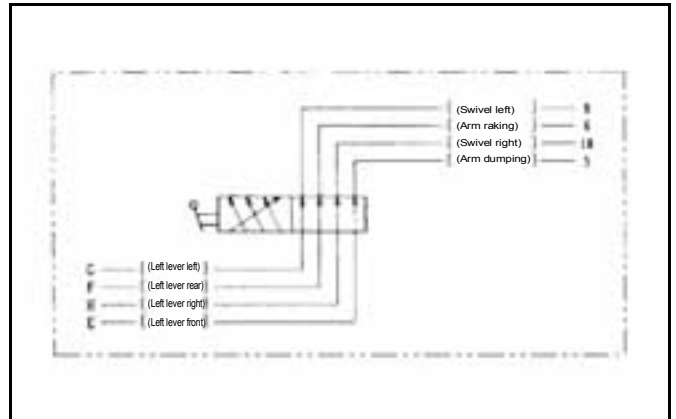 (Swivel left)
(Arm raking)
(Swivel right)
(Arm dumping)
(Left lever left)
(Left lever rear)
(Left lever right)
(Left lever front)